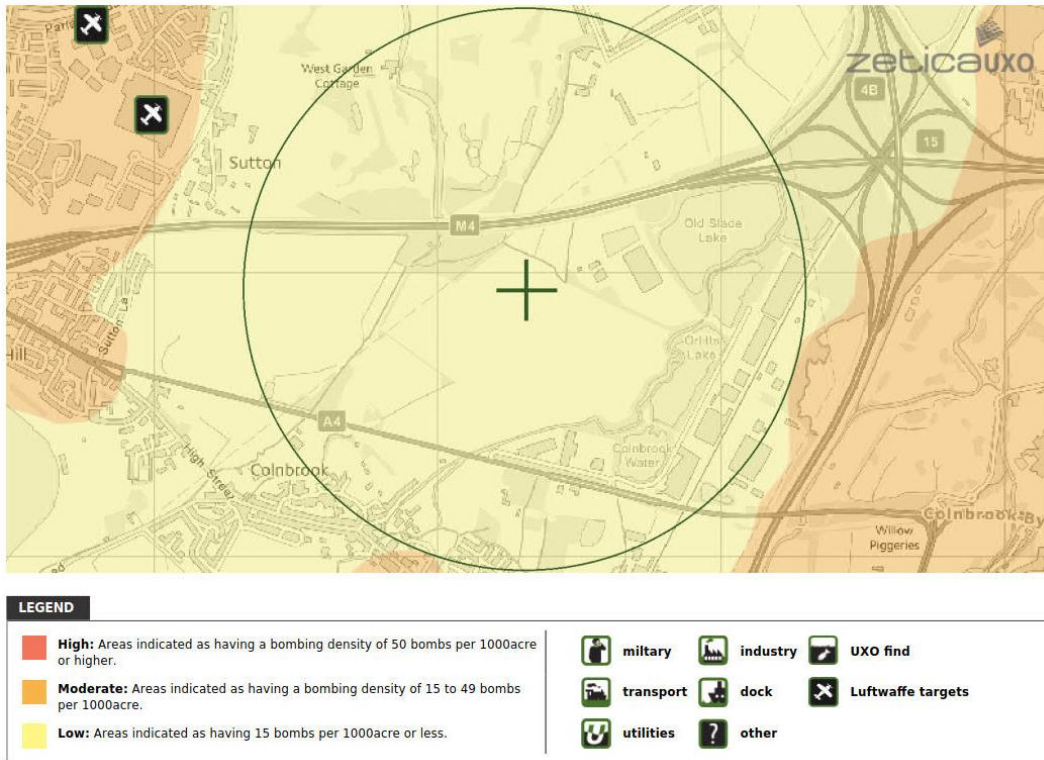 Parl
zeticauxo
West Garden
Cottage
4B
15
Sutton
M4
Old Slade
Lake
Sutton La
Hill
Orlits
Lake
A4
High Street
Colnbrook
Colnbrook
Water
Colnbrook By
Willow
Piggeries
LEGEND
High: Areas indicated as having a bombing density of 50 bombs per 1000acre
or higher.
Moderate: Areas indicated as having a bombing density of 15 to 49 bombs
per 1000acre.
Low: Areas indicated as having 15 bombs per 1000acre or less.
miltary
industry
UXO find
transport
dock
Luftwaffe targets
utilities
other